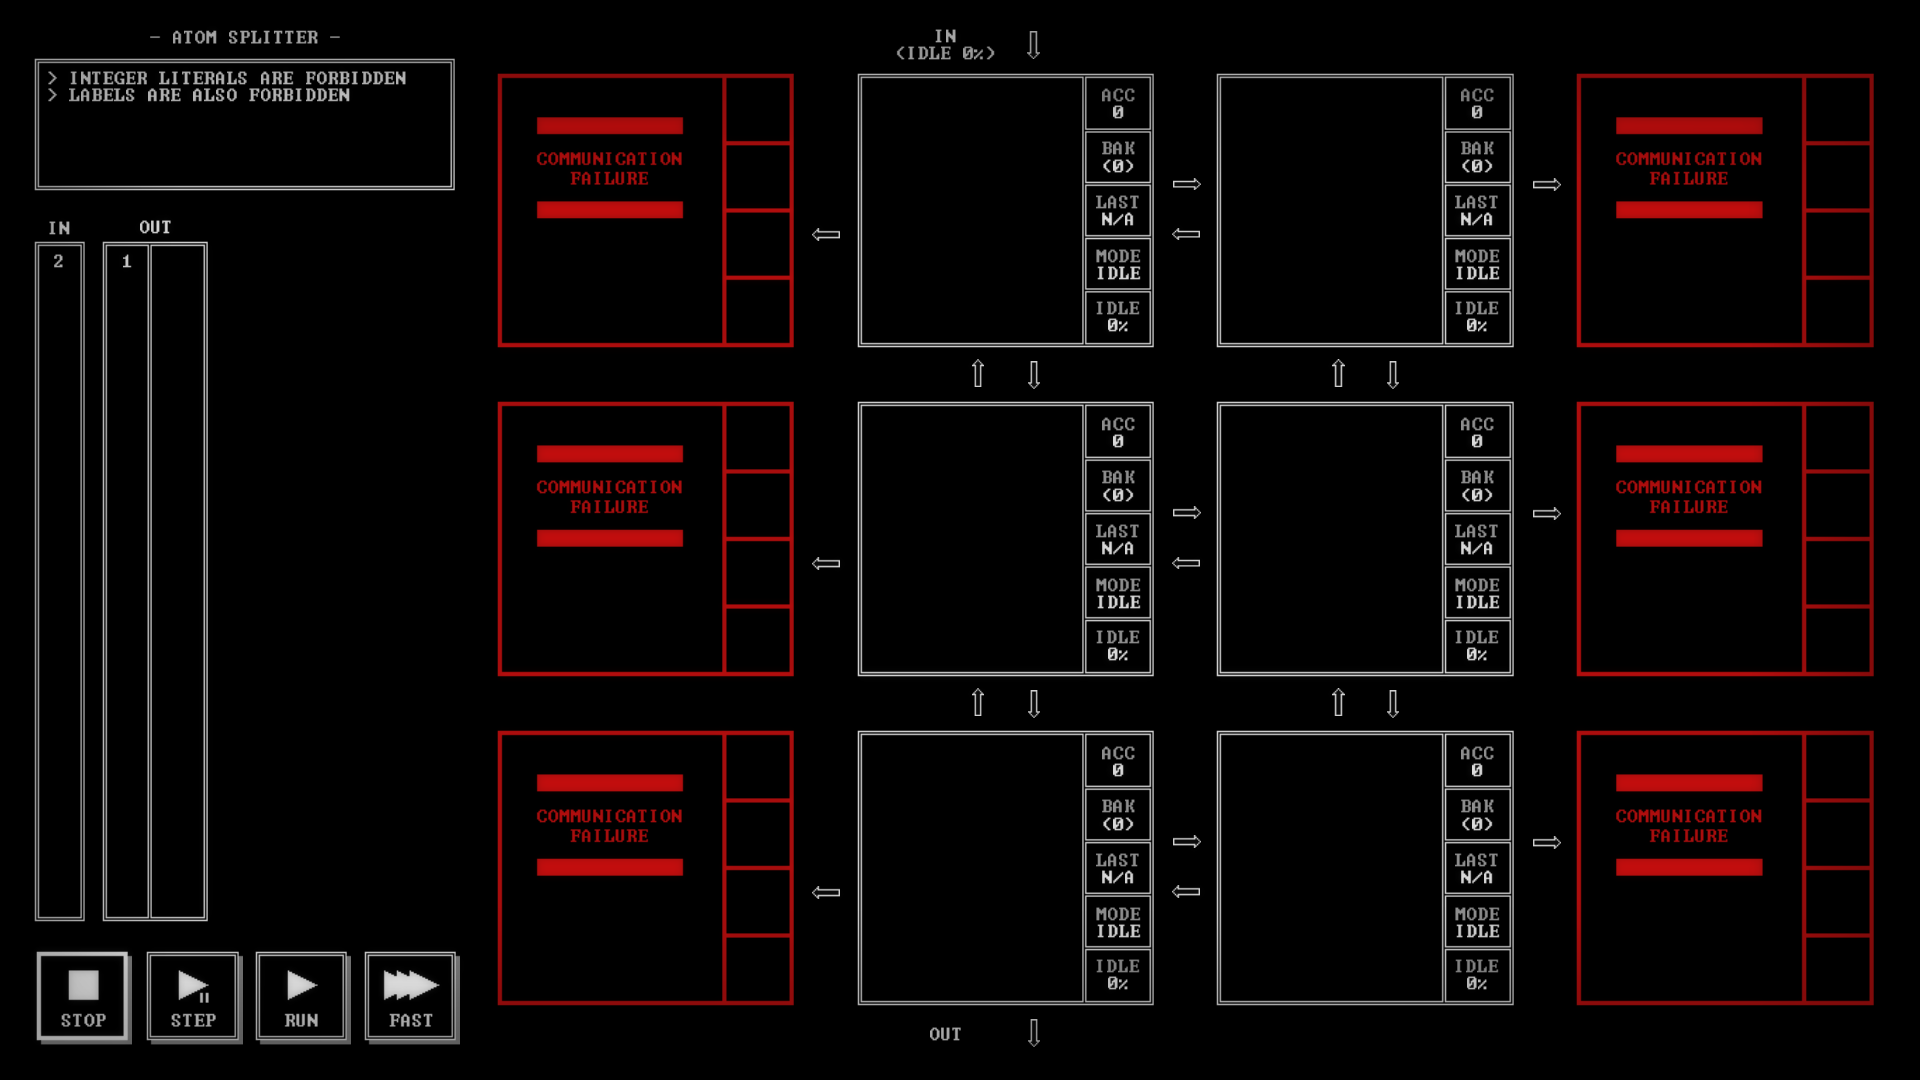 - ATOM SPLITTER -
> INTEGER LITERALS ARE FORBIDDEN
> LABELS ARE ALSO FORBIDDEN
IN
OUT
2
1
STOP
STEP
RUN
FAST
IN
(IDLE 0%)
COMMUNICATION
FAILURE
ACC
0
BAK
(0)
LAST
N/A
MODE
IDLE
IDLE
0%
ACC
0
BAK
(0)
LAST
N/A
MODE
IDLE
IDLE
0%
COMMUNICATION
FAILURE
COMMUNICATION
FAILURE
ACC
0
BAK
(0)
LAST
N/A
MODE
IDLE
IDLE
0%
ACC
0
BAK
(0)
LAST
N/A
MODE
IDLE
IDLE
0%
COMMUNICATION
FAILURE
COMMUNICATION
FAILURE
ACC
0
BAK
(0)
LAST
N/A
MODE
IDLE
IDLE
0%
ACC
0
BAK
(0)
LAST
N/A
MODE
IDLE
IDLE
0%
COMMUNICATION
FAILURE
OUT